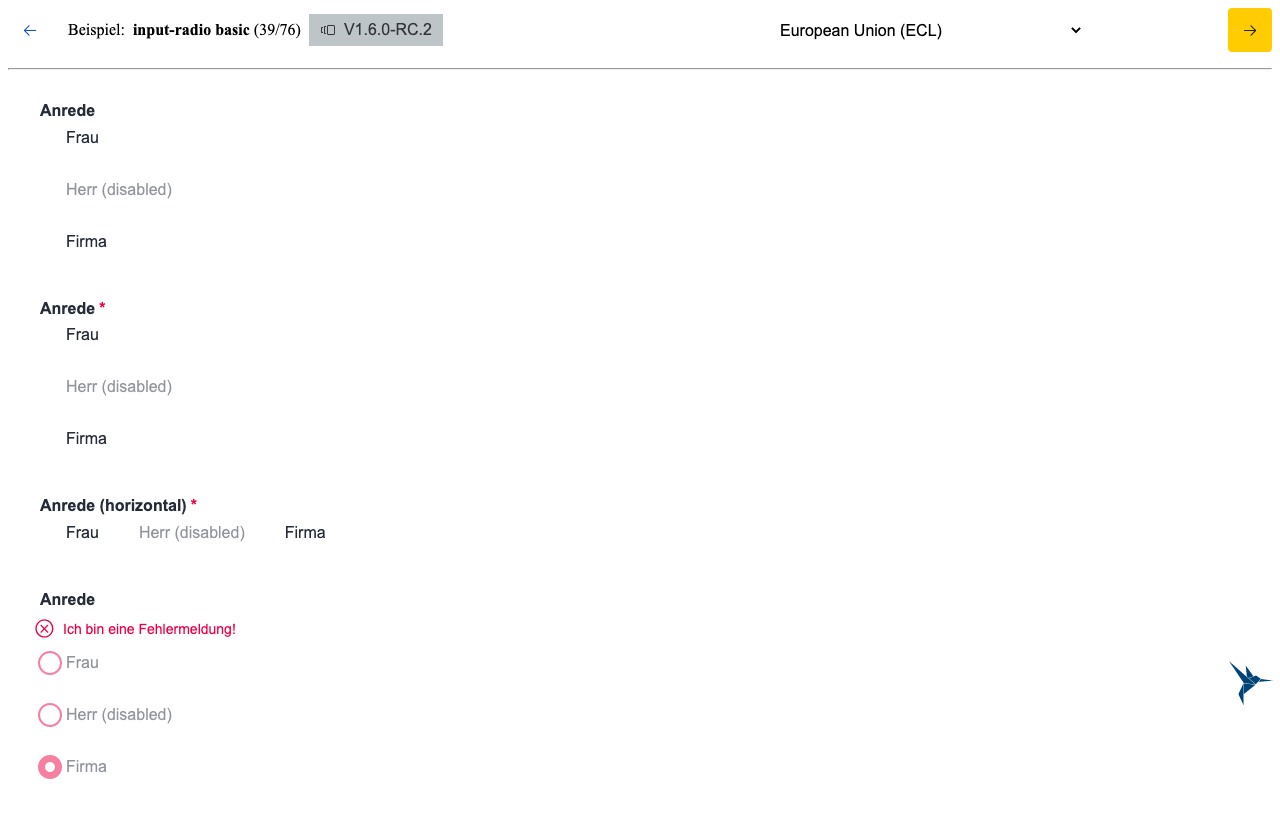 Beispiel: input-radio basic (39/76) V1.6.0-RC.2 European Union (ECL)
Anrede
Frau
Herr (disabled)
Firma
Anrede *
Frau
Herr (disabled)
Firma
Anrede (horizontal) *
Frau Herr (disabled) Firma
Anrede
Ich bin eine Fehlermeldung!
Frau
Herr (disabled)
Firma